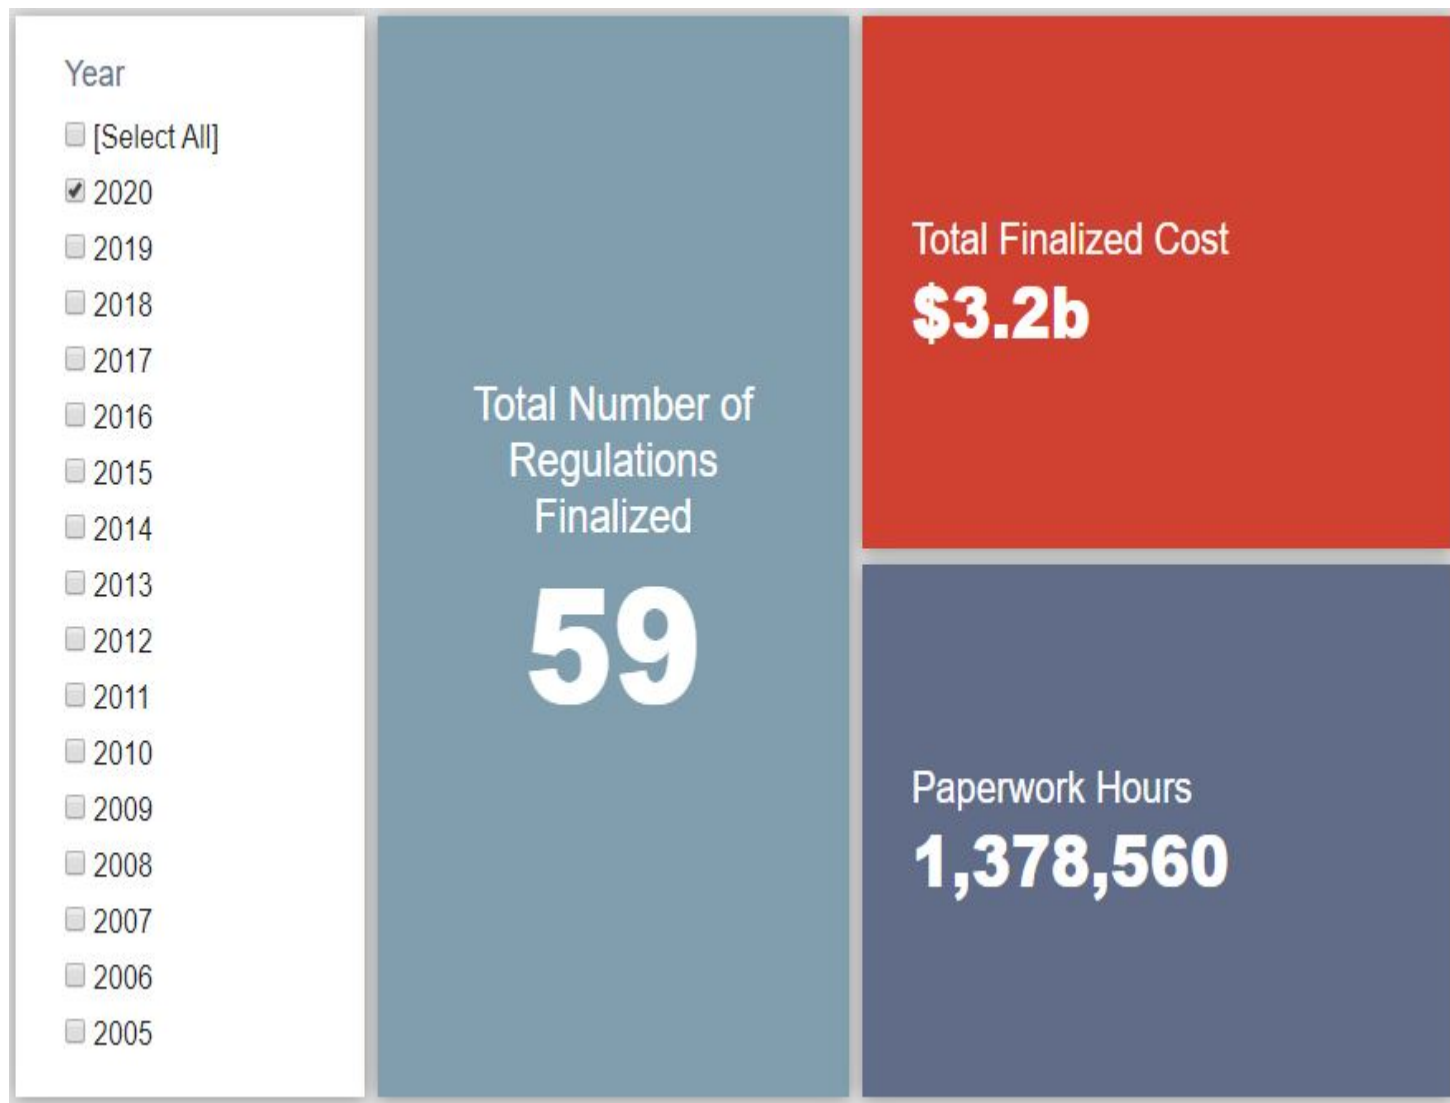 Year
[Select All]
2020
2019
2018
2017
2016
2015
2014
2013
2012
2011
2010
2009
2008
2007
2006
2005
Total Number of
Regulations
Finalized
59
Total Finalized Cost
$3.2b
Paperwork Hours
1,378,560